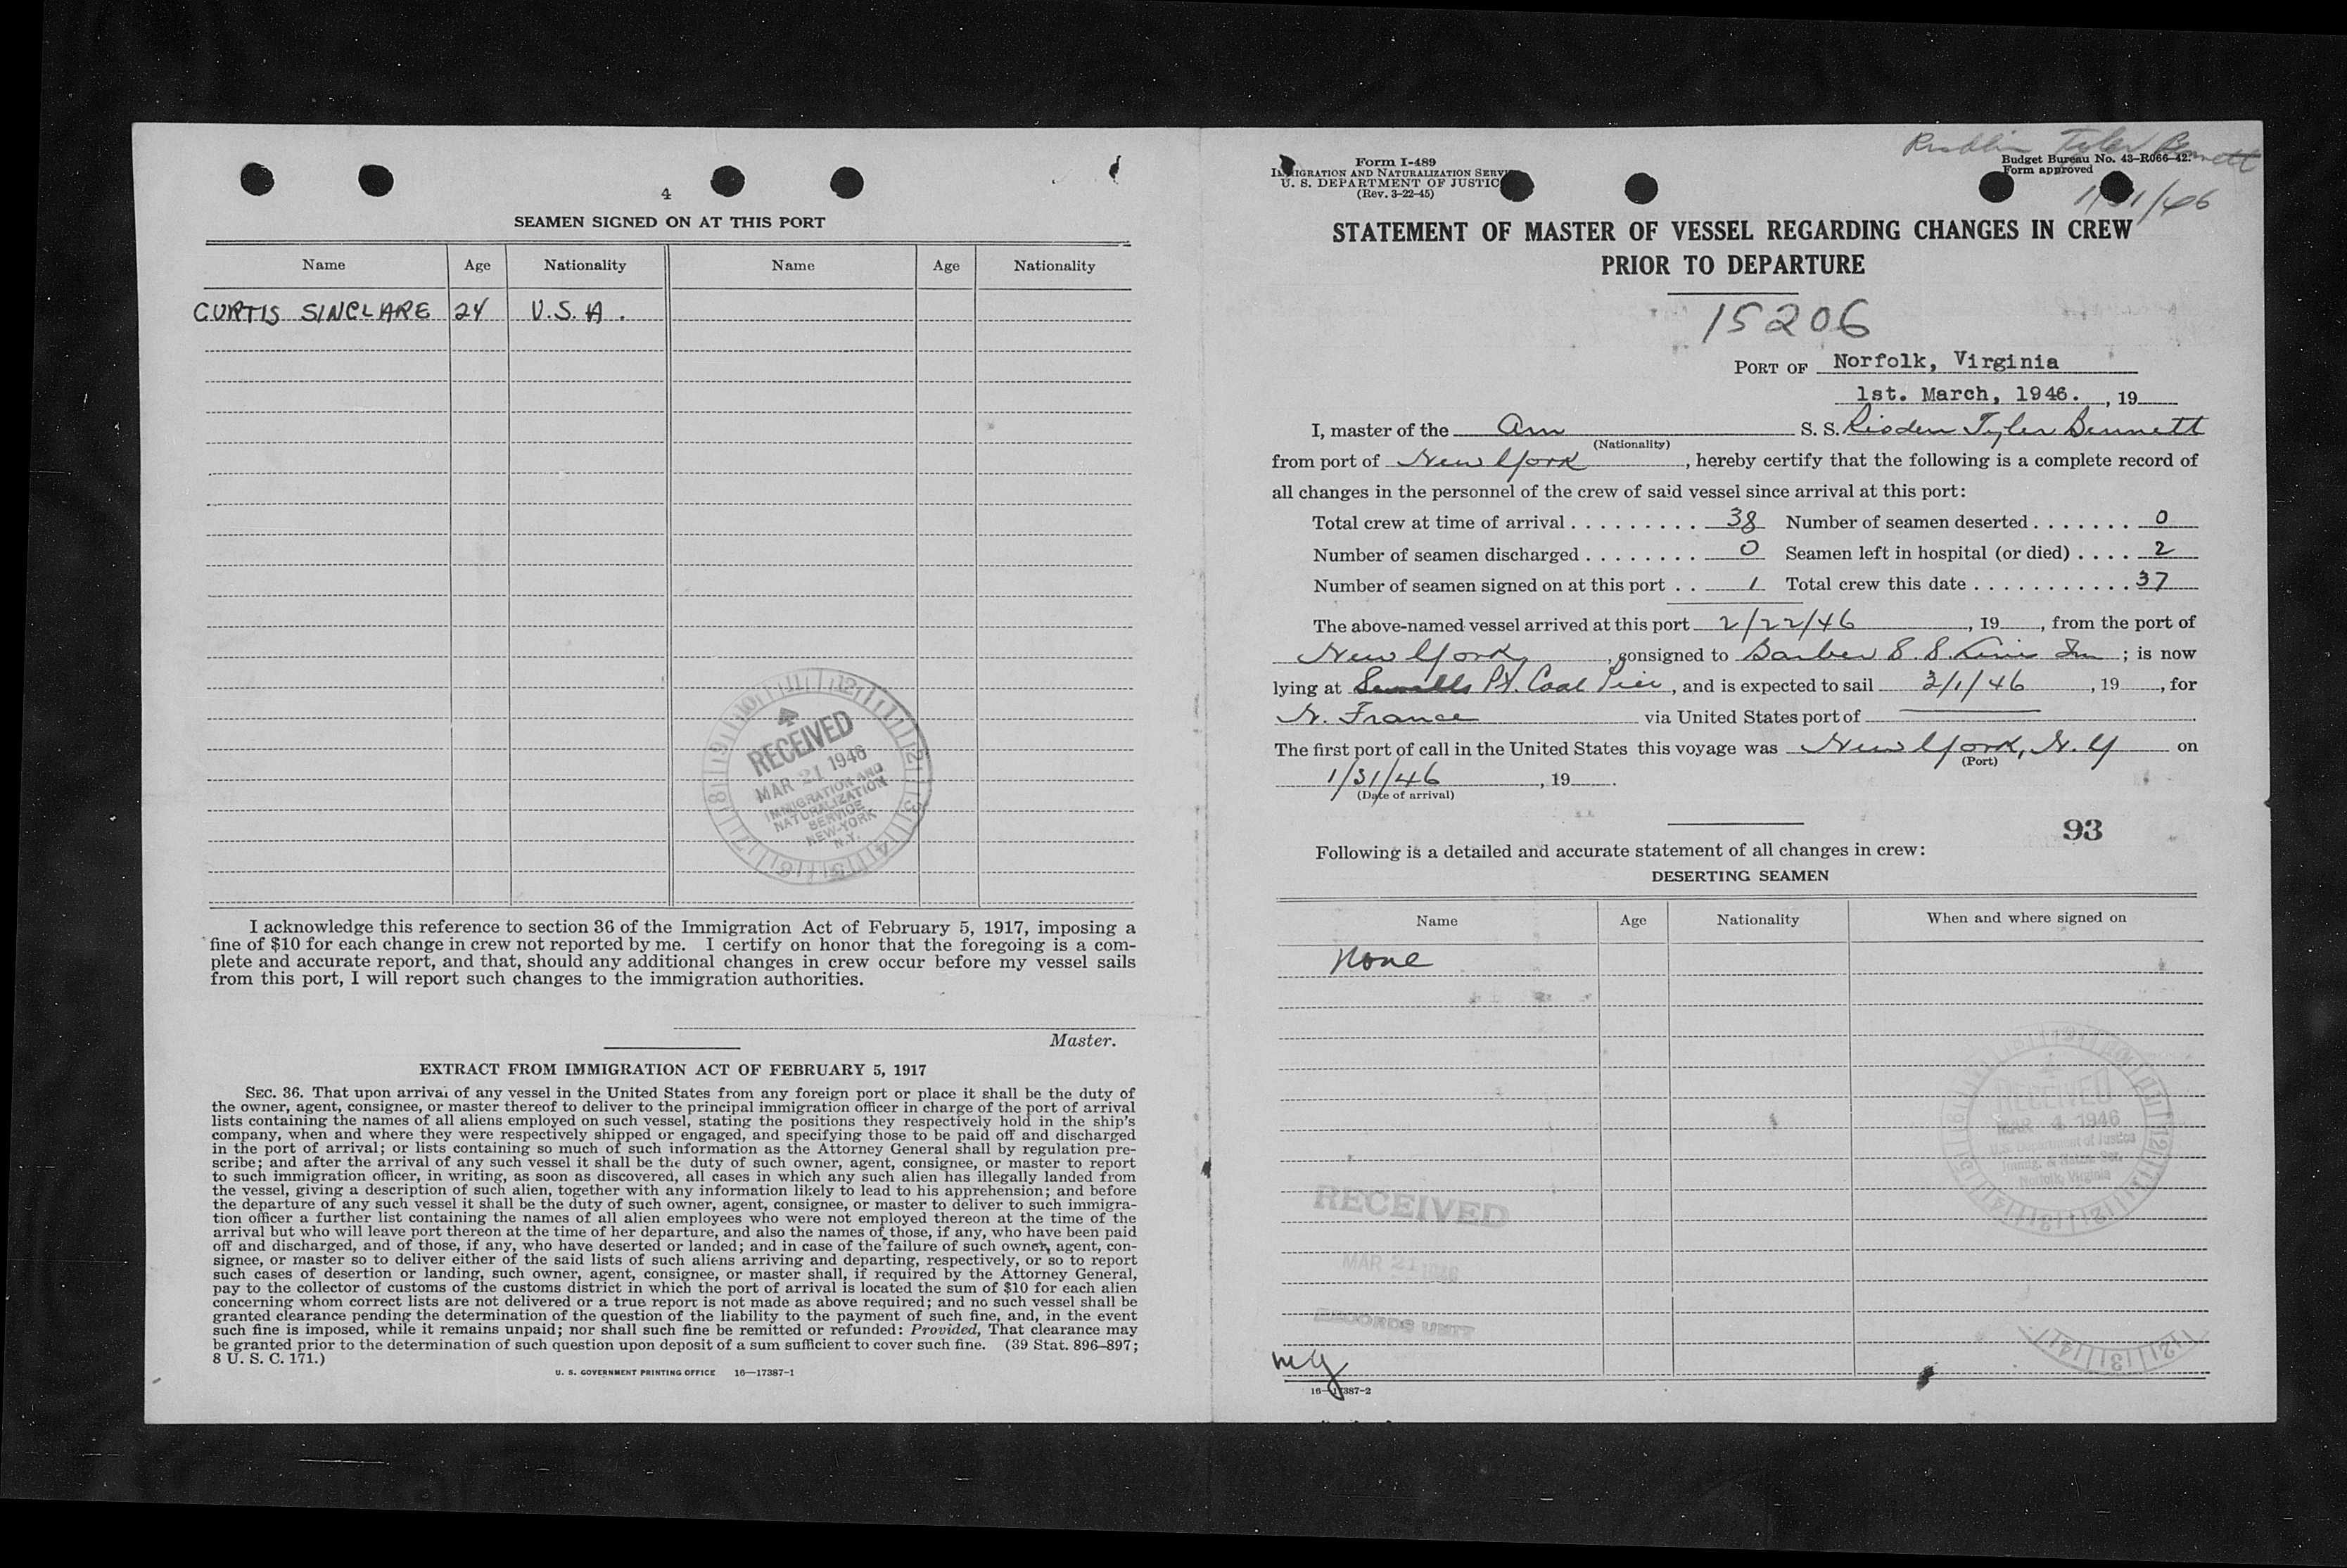 4
SEAMEN SIGNED ON AT THIS PORT
Name Age Nationality Name Age Nationality
CURTIS SINCLARE 24 U.S.A.
RECEIVED
MAR 21 1946
IMMIGRATION AND
NATURALIZATION
SERVICE
NEW-YORK
N.Y.
I acknowledge this reference to section 36 of the Immigration Act of February 5, 1917, imposing a
fine of $10 for each change in crew not reported by me. I certify on honor that the foregoing is a com-
plete and accurate report, and that, should any additional changes in crew occur before my vessel sails
from this port, I will report such changes to the immigration authorities.
Master.
EXTRACT FROM IMMIGRATION ACT OF FEBRUARY 5, 1917
SEC. 36. That upon arrival of any vessel in the United States from any foreign port or place it shall be the duty of
the owner, agent, consignee, or master thereof to deliver to the principal immigration officer in charge of the port of arrival
lists containing the names of all aliens employed on such vessel, stating the positions they respectively hold in the ship's
company, when and where they were respectively shipped or engaged, and specifying those to be paid off and discharged
in the port of arrival; or lists containing so much of such information as the Attorney General shall by regulation pre-
scribe; and after the arrival of any such vessel it shall be the duty of such owner, agent, consignee, or master to report
to such immigration officer, in writing, as soon as discovered, all cases in which any such alien has illegally landed from
the vessel, giving a description of such alien, together with any information likely to lead to his apprehension; and before
the departure of any such vessel it shall be the duty of such owner, agent, consignee, or master to deliver to such immigra-
tion officer a further list containing the names of all alien employees who were not employed thereon at the time of the
arrival but who will leave port thereon at the time of her departure, and also the names of those, if any, who have been paid
off and discharged, and of those, if any, who have deserted or landed; and in case of the failure of such owner, agent, con-
signee, or master so to deliver either of the said lists of such aliens arriving and departing, respectively, or so to report
such cases of desertion or landing, such owner, agent, consignee, or master shall, if required by the Attorney General,
pay to the collector of customs of the customs district in which the port of arrival is located the sum of $10 for each alien
concerning whom correct lists are not delivered or a true report is not made as above required; and no such vessel shall be
granted clearance pending the determination of the question of the liability to the payment of such fine, and, in the event
such fine is imposed, while it remains unpaid; nor shall such fine be remitted or refunded: Provided, That clearance may
be granted prior to the determination of such question upon deposit of a sum sufficient to cover such fine. (39 Stat. 896–897;
8 U. S. C. 171.)
U. S. GOVERNMENT PRINTING OFFICE 16—17387-1
Tyler Bennett
1/31/46
Form I-489
IMMIGRATION AND NATURALIZATION SERV
U. S. DEPARTMENT OF JUSTIC
(Rev. 3-22-45)
Budget Bureau No. 43-R066-42.
Form approved
STATEMENT OF MASTER OF VESSEL REGARDING CHANGES IN CREW
PRIOR TO DEPARTURE
15206
PORT OF Norfolk, Virginia
1st. March, 1946. , 19
I, master of the Am S. S. Risden Tyler Bennett
(Nationality)
from port of New York , hereby certify that the following is a complete record of
all changes in the personnel of the crew of said vessel since arrival at this port:
Total crew at time of arrival . . . . . . . . . 38 Number of seamen deserted . . . . . . . 0
Number of seamen discharged . . . . . . . . 0 Seamen left in hospital (or died) . . . . 2
Number of seamen signed on at this port . . 1 Total crew this date . . . . . . . . . . . 37
The above-named vessel arrived at this port 2/22/46 , 19 , from the port of
New York , consigned to Barber S.S. Line Inc ; is now
lying at Sewalls Pt. Coal Pier , and is expected to sail 3/1/46 , 19 , for
N. France via United States port of
The first port of call in the United States this voyage was New York, N.Y on
(Port)
1/31/46 , 19 .
(Date of arrival)
93
Following is a detailed and accurate statement of all changes in crew:
DESERTING SEAMEN
Name Age Nationality When and where signed on
None
RECEIVED
MAR 4 1946
U.S. Department of Justice
Immig. & Natzn. Ser.
Norfolk, Virginia
RECEIVED
MAR 21 1946
RECORDS UNIT
mg
16—17387-2